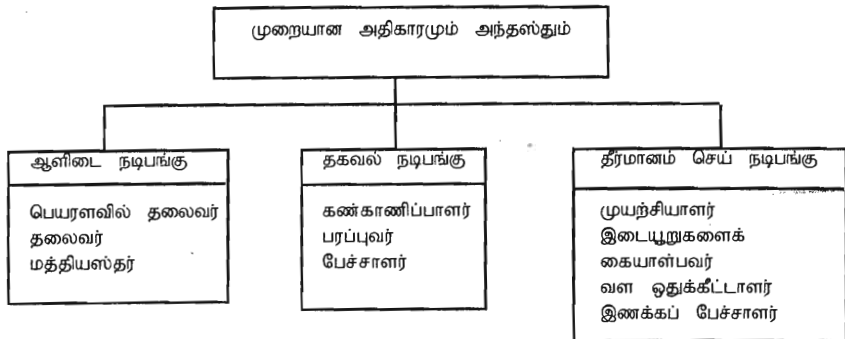 முறையான அதிகாரமும் அந்தஸ்தும்
ஆளிடை நடிபங்கு
பெயரளவில் தலைவர்
தலைவர்
மத்தியஸ்தர்
தகவல் நடிபங்கு
கண்காணிப்பாளர்
பரப்புவர்
பேச்சாளர்
தீர்மானம் செய் நடிபங்கு
முயற்சியாளர்
இடையூறுகளைக்
கையாள்பவர்
வள ஒதுக்கீட்டாளர்
இணக்கப் பேச்சாளர்